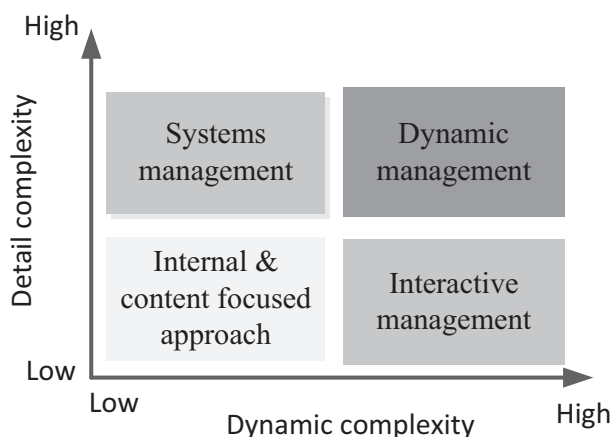 High
Detail complexity
Systems
management
Dynamic
management
Internal &
content focused
approach
Interactive
management
Low
Low
Dynamic complexity
High